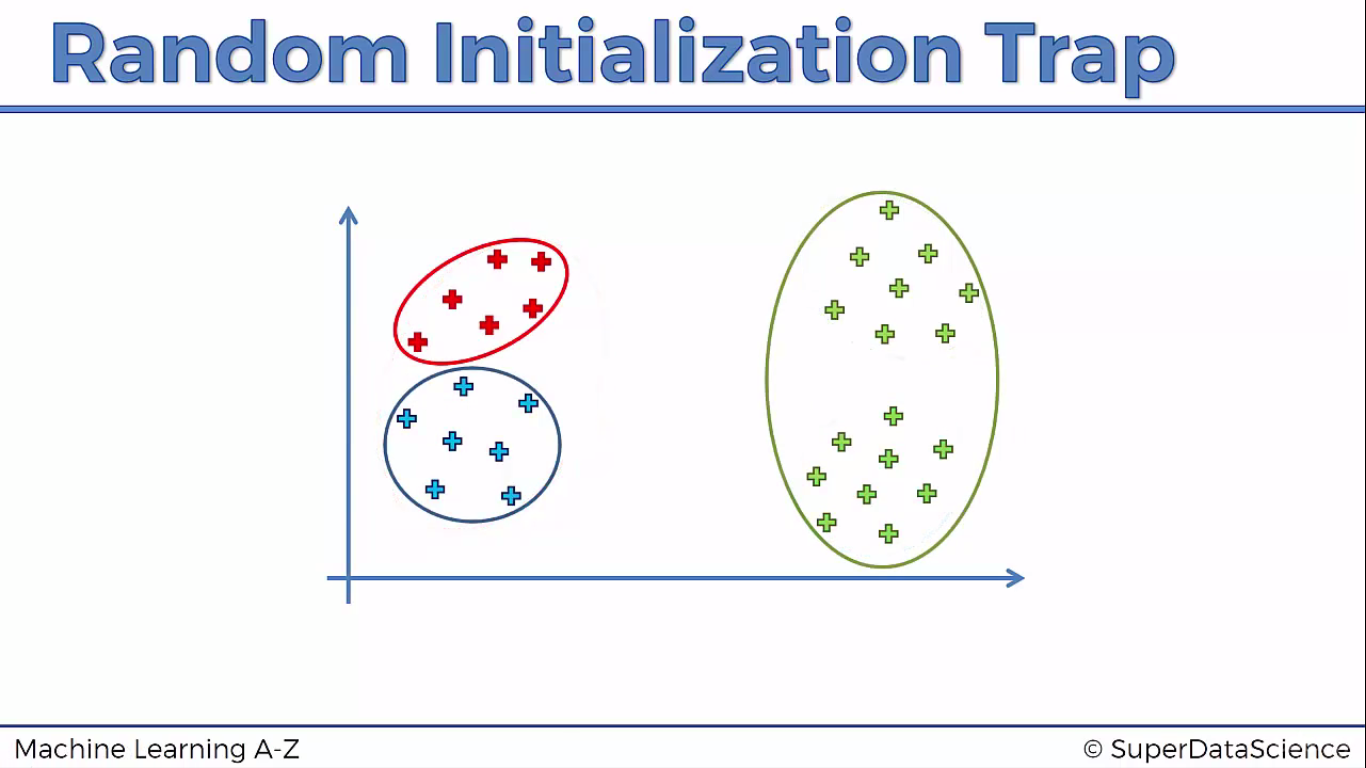 Random Initialization Trap
Machine Learning A-Z
© SuperDataScience